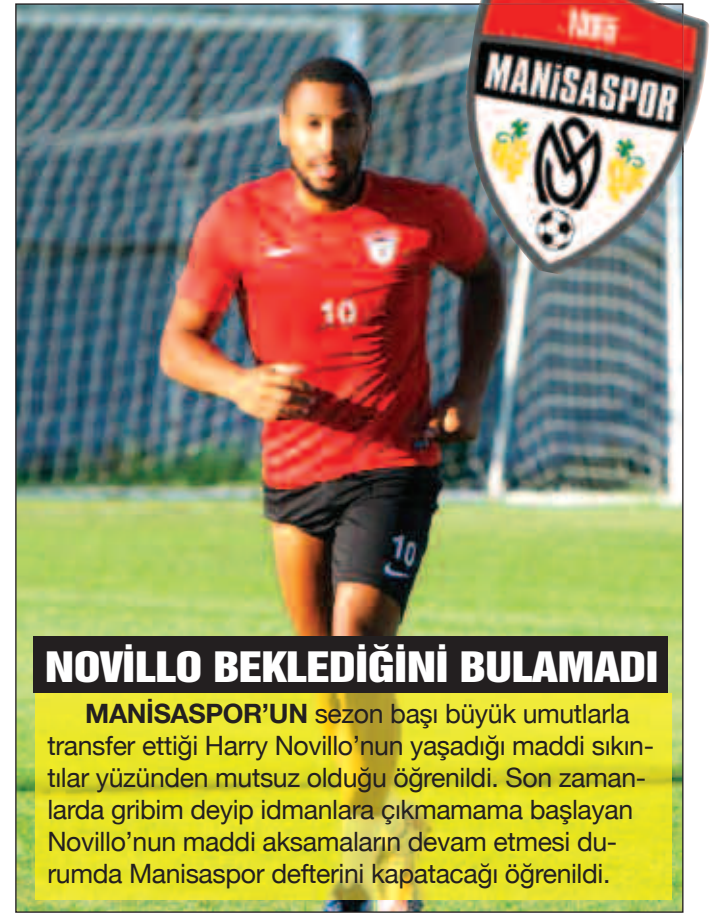 MANİSASPOR
10
10
NOVİLLO BEKLEDİĞİNİ BULAMADI
MANİSASPOR'UN sezon başı büyük umutlarla
transfer ettiği Harry Novillo'nun yaşadığı maddi sıkın-
tılar yüzünden mutsuz olduğu öğrenildi. Son zaman-
larda gribim deyip idmanlara çıkmamama başlayan
Novillo'nun maddi aksamaların devam etmesi du-
rumda Manisaspor defterini kapatacağı öğrenildi.